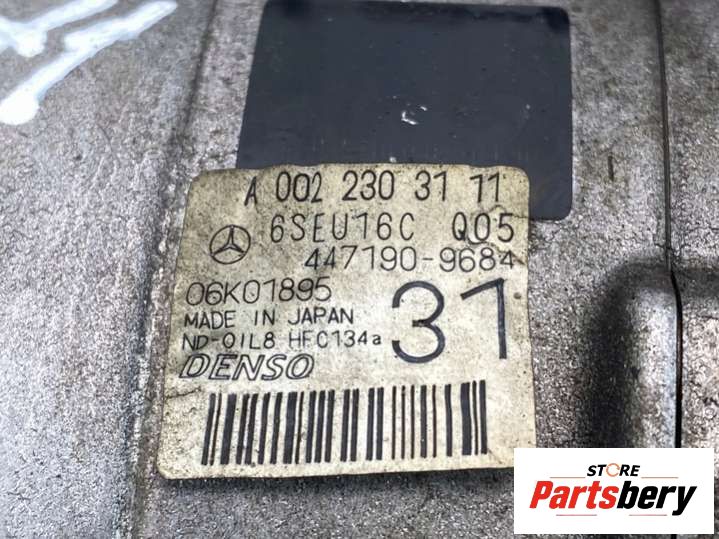 A 002 230 31 11
6SEU16C Q05
447190-9684
06K01895
MADE IN JAPAN
ND-OIL8 HFC134a
31
DENSO
STORE
Partsbery